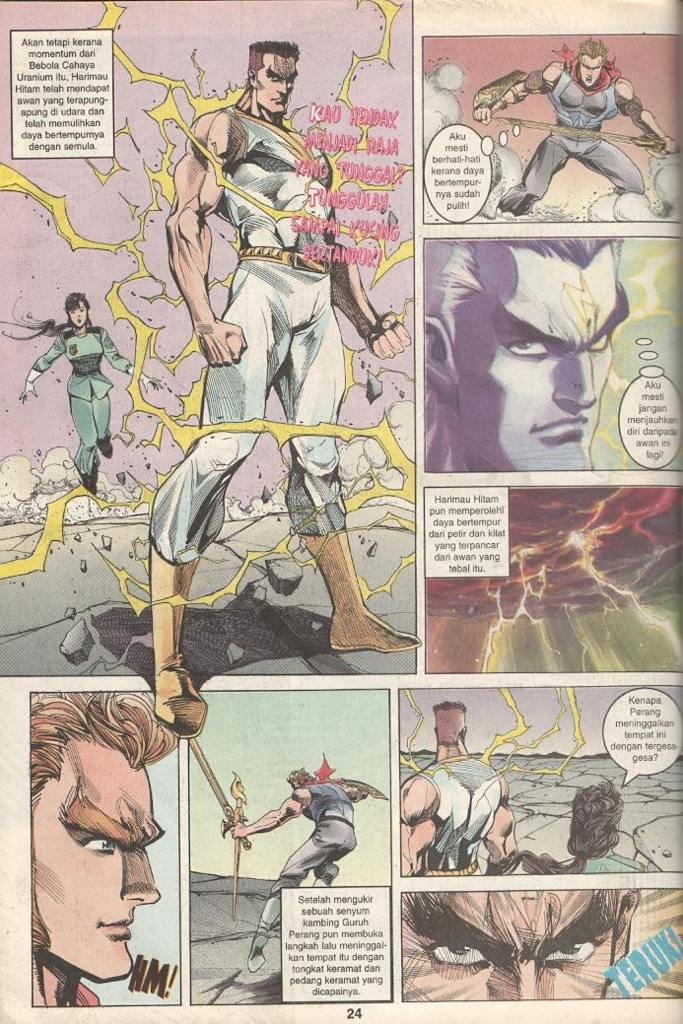 Akan tetapi kerana
momentum dari
Bebola Cahaya
Uranium itu, Harimau
Hitam telah mendapat
awan yang terapung-
apung di udara dan
telah memulihkan
daya bertempurnya
dengan semula.
KAU HENDAK
MENJADI RAJA
YANG TUNGGAL?
TUNGGULAH
SAMPAI KUCING
BERTANDUK!
Aku
mesti
berhati-hati
kerana daya
bertempur-
nya sudah
pulih!
Aku
mesti
jangan
menjauhkan
diri daripada
awan ini
lagi!
Harimau Hitam
pun memperolehi
daya bertempur
dari petir dan kilat
yang terpancar
dari awan yang
tebal itu.
HM!
Setelah mengukir
sebuah senyum
kambing Guruh
Perang pun membuka
langkah lalu meninggal-
kan tempat itu dengan
tongkat keramat dan
pedang keramat yang
dicapainya.
Kenapa
Perang
meninggalkan
tempat ini
dengan tergesa-
gesa?
TERUK!
24